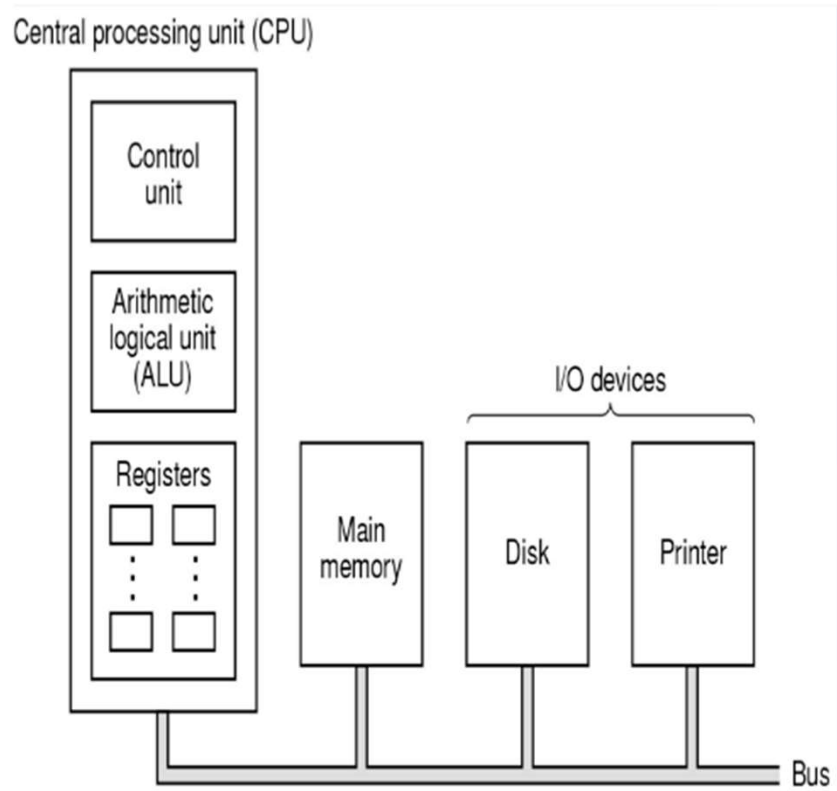 Central processing unit (CPU)
Control
unit
Arithmetic
logical unit
(ALU)
Registers
I/O devices
Main
memory
Disk
Printer
Bus